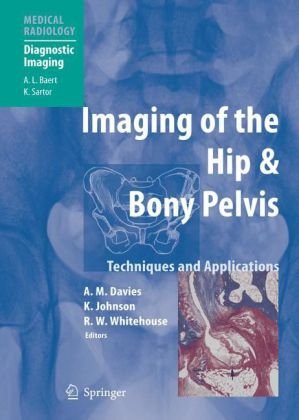 MEDICAL
RADIOLOGY
Diagnostic
Imaging
A. L. Baert
K. Sartor
Imaging of the
Hip &
Bony Pelvis
Techniques and Applications
A. M. Davies
K. Johnson
R. W. Whitehouse
Editors
Springer